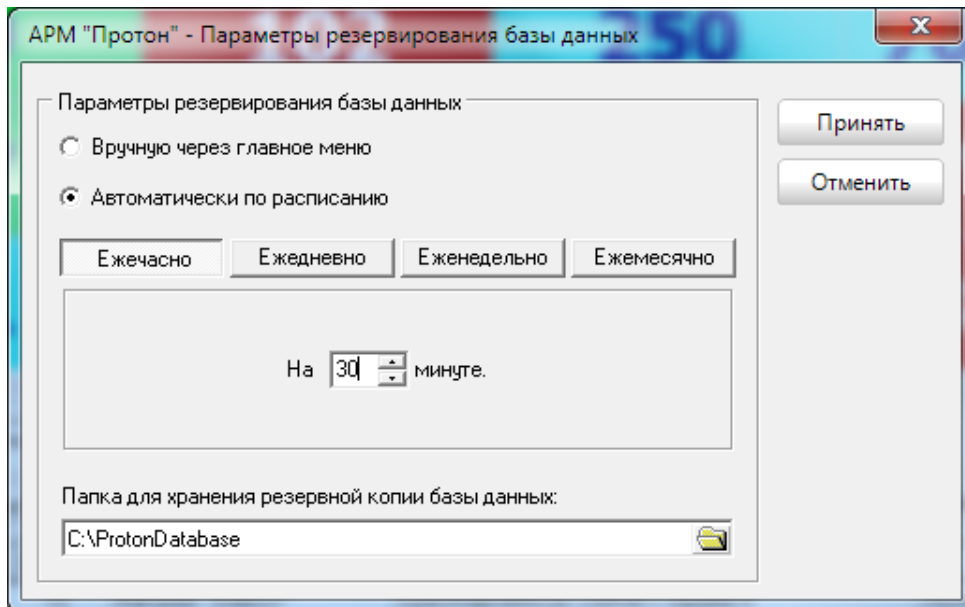 АРМ "Протон" - Параметры резервирования базы данных
Параметры резервирования базы данных
Вручную через главное меню
Автоматически по расписанию
Ежечасно Ежедневно Еженедельно Ежемесячно
На 30 минуте.
Папка для хранения резервной копии базы данных:
C:\ProtonDatabase
Принять
Отменить
250